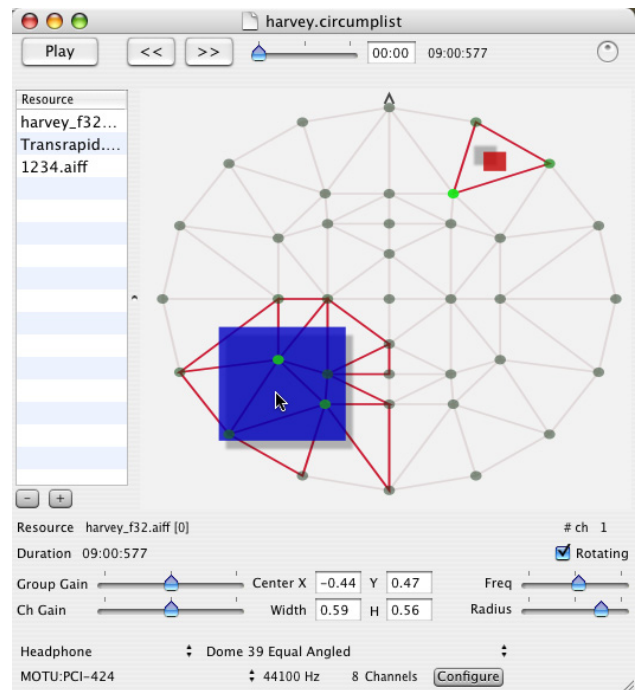 harvey.circumplist
Play << >> 00:00 09:00:577
Resource
harvey_f32...
Transrapid....
1234.aiff
- +
Resource harvey_f32.aiff [0] # ch 1
Duration 09:00:577 Rotating
Group Gain Center X -0.44 Y 0.47 Freq
Ch Gain Width 0.59 H 0.56 Radius
Headphone Dome 39 Equal Angled
MOTU:PCI-424 44100 Hz 8 Channels Configure